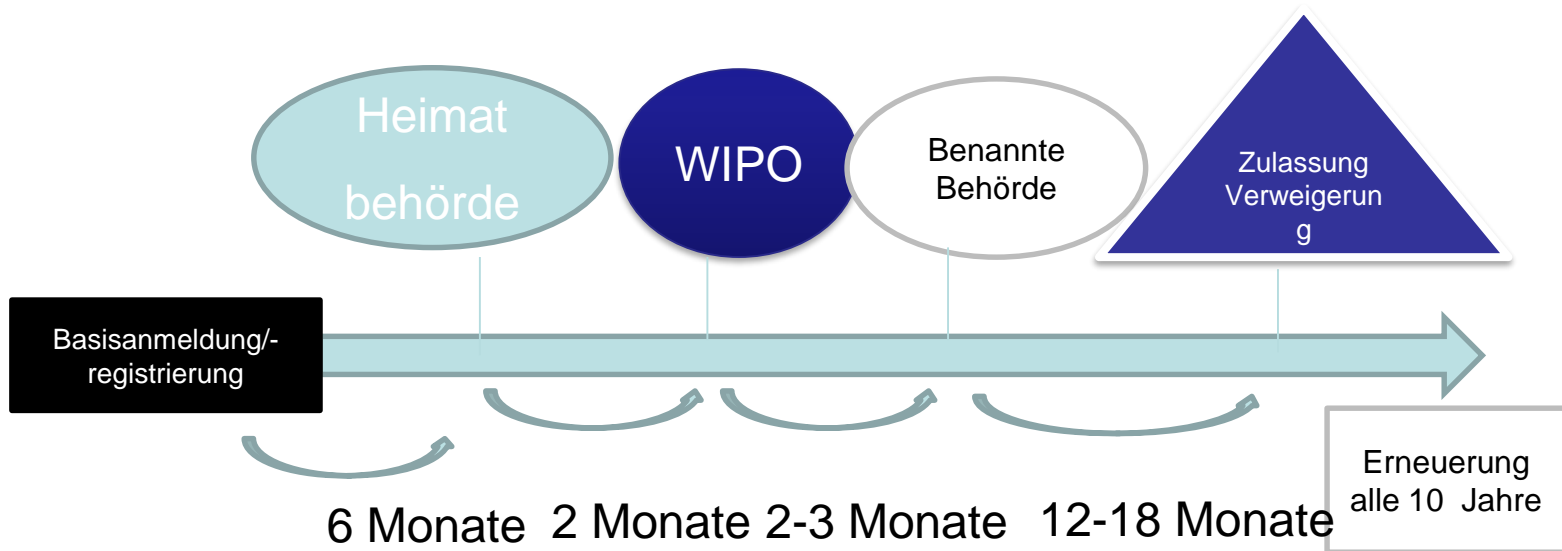 Heimat
behörde
WIPO
Benannte
Behörde
Zulassung
Verweigerun
g
Basisanmeldung/-
registrierung
6 Monate
2 Monate
2-3 Monate
12-18 Monate
Erneuerung
alle 10 Jahre